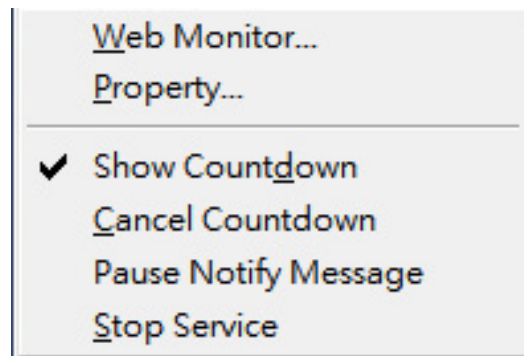 Web Monitor...
Property...
Show Countdown
Cancel Countdown
Pause Notify Message
Stop Service